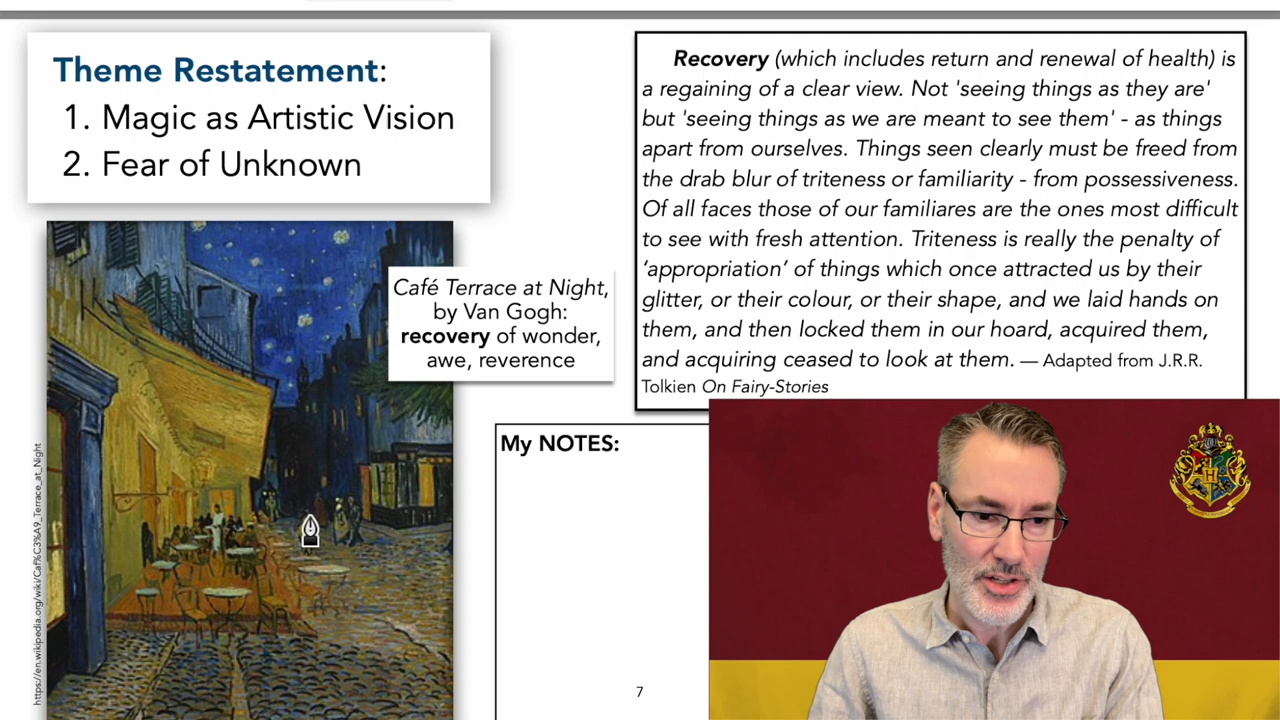 Theme Restatement:
1. Magic as Artistic Vision
2. Fear of Unknown
Recovery (which includes return and renewal of health) is
a regaining of a clear view. Not 'seeing things as they are'
but 'seeing things as we are meant to see them' - as things
apart from ourselves. Things seen clearly must be freed from
the drab blur of triteness or familiarity - from possessiveness.
Of all faces those of our familiares are the ones most difficult
to see with fresh attention. Triteness is really the penalty of
‘appropriation’ of things which once attracted us by their
glitter, or their colour, or their shape, and we laid hands on
them, and then locked them in our hoard, acquired them,
and acquiring ceased to look at them. — Adapted from J.R.R.
Tolkien On Fairy-Stories
Café Terrace at Night,
by Van Gogh:
recovery of wonder,
awe, reverence
https://en.wikipedia.org/wiki/Caf%C3%A9_Terrace_at_Night
My NOTES:
7
H